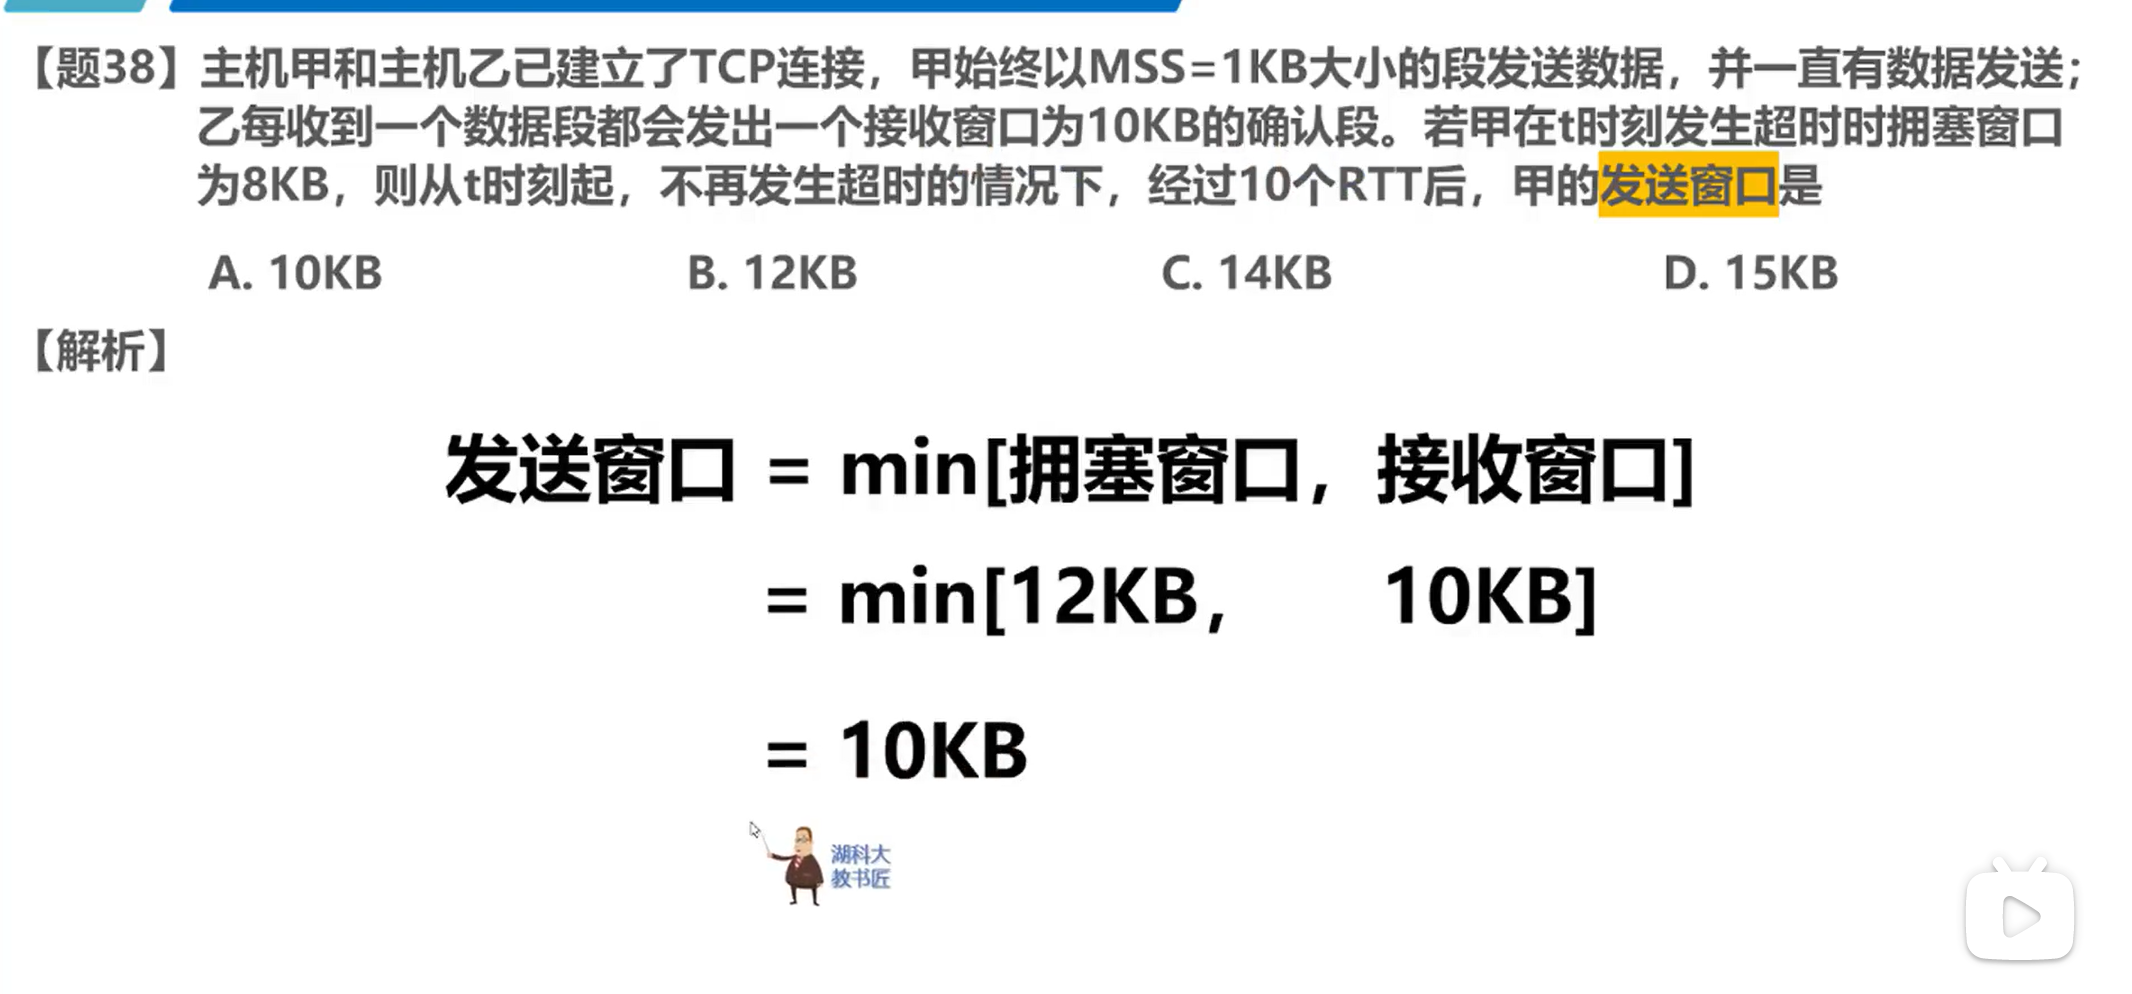 【题38】主机甲和主机乙已建立了TCP连接，甲始终以MSS=1KB大小的段发送数据，并一直有数据发送；
乙每收到一个数据段都会发出一个接收窗口为10KB的确认段。若甲在t时刻发生超时时拥塞窗口
为8KB，则从t时刻起，不再发生超时的情况下，经过10个RTT后，甲的发送窗口是
A. 10KB B. 12KB C. 14KB D. 15KB
【解析】
发送窗口 = min[拥塞窗口，接收窗口]
= min[12KB， 10KB]
= 10KB
湖科大
教书匠